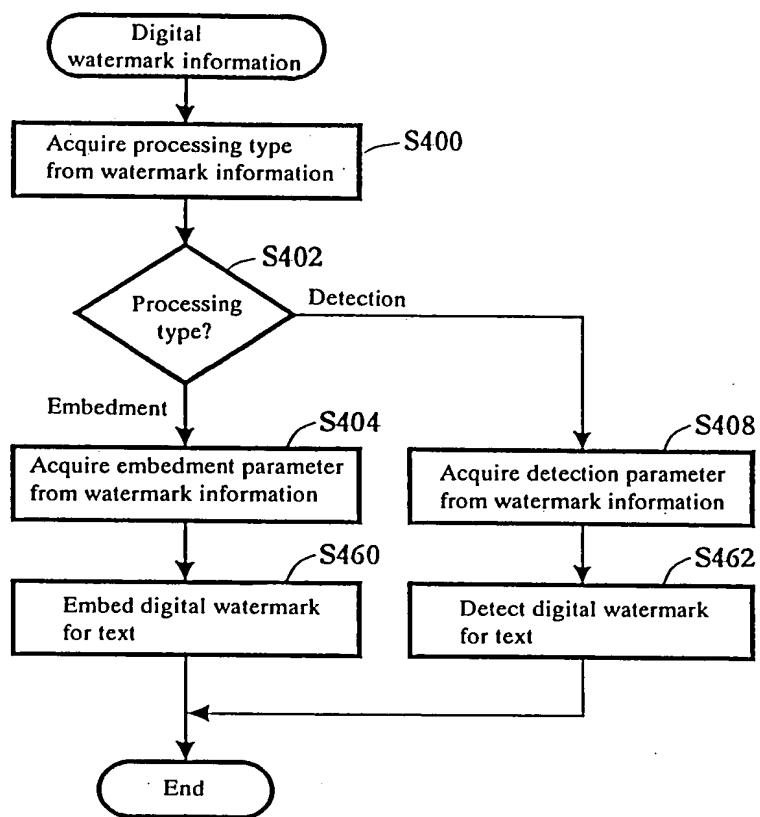 Digital
watermark information
Acquire processing type
from watermark information
S400
S402
Processing
type?
Detection
Embedment
S404
Acquire embedment parameter
from watermark information
S408
Acquire detection parameter
from watermark information
S460
Embed digital watermark
for text
S462
Detect digital watermark
for text
End